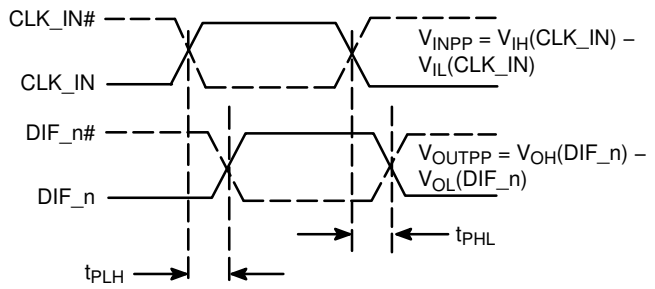 CLK_IN#
V_INPP = V_IH(CLK_IN) −
V_IL(CLK_IN)
CLK_IN
DIF_n#
V_OUTPP = V_OH(DIF_n) −
V_OL(DIF_n)
DIF_n
t_PHL
t_PLH